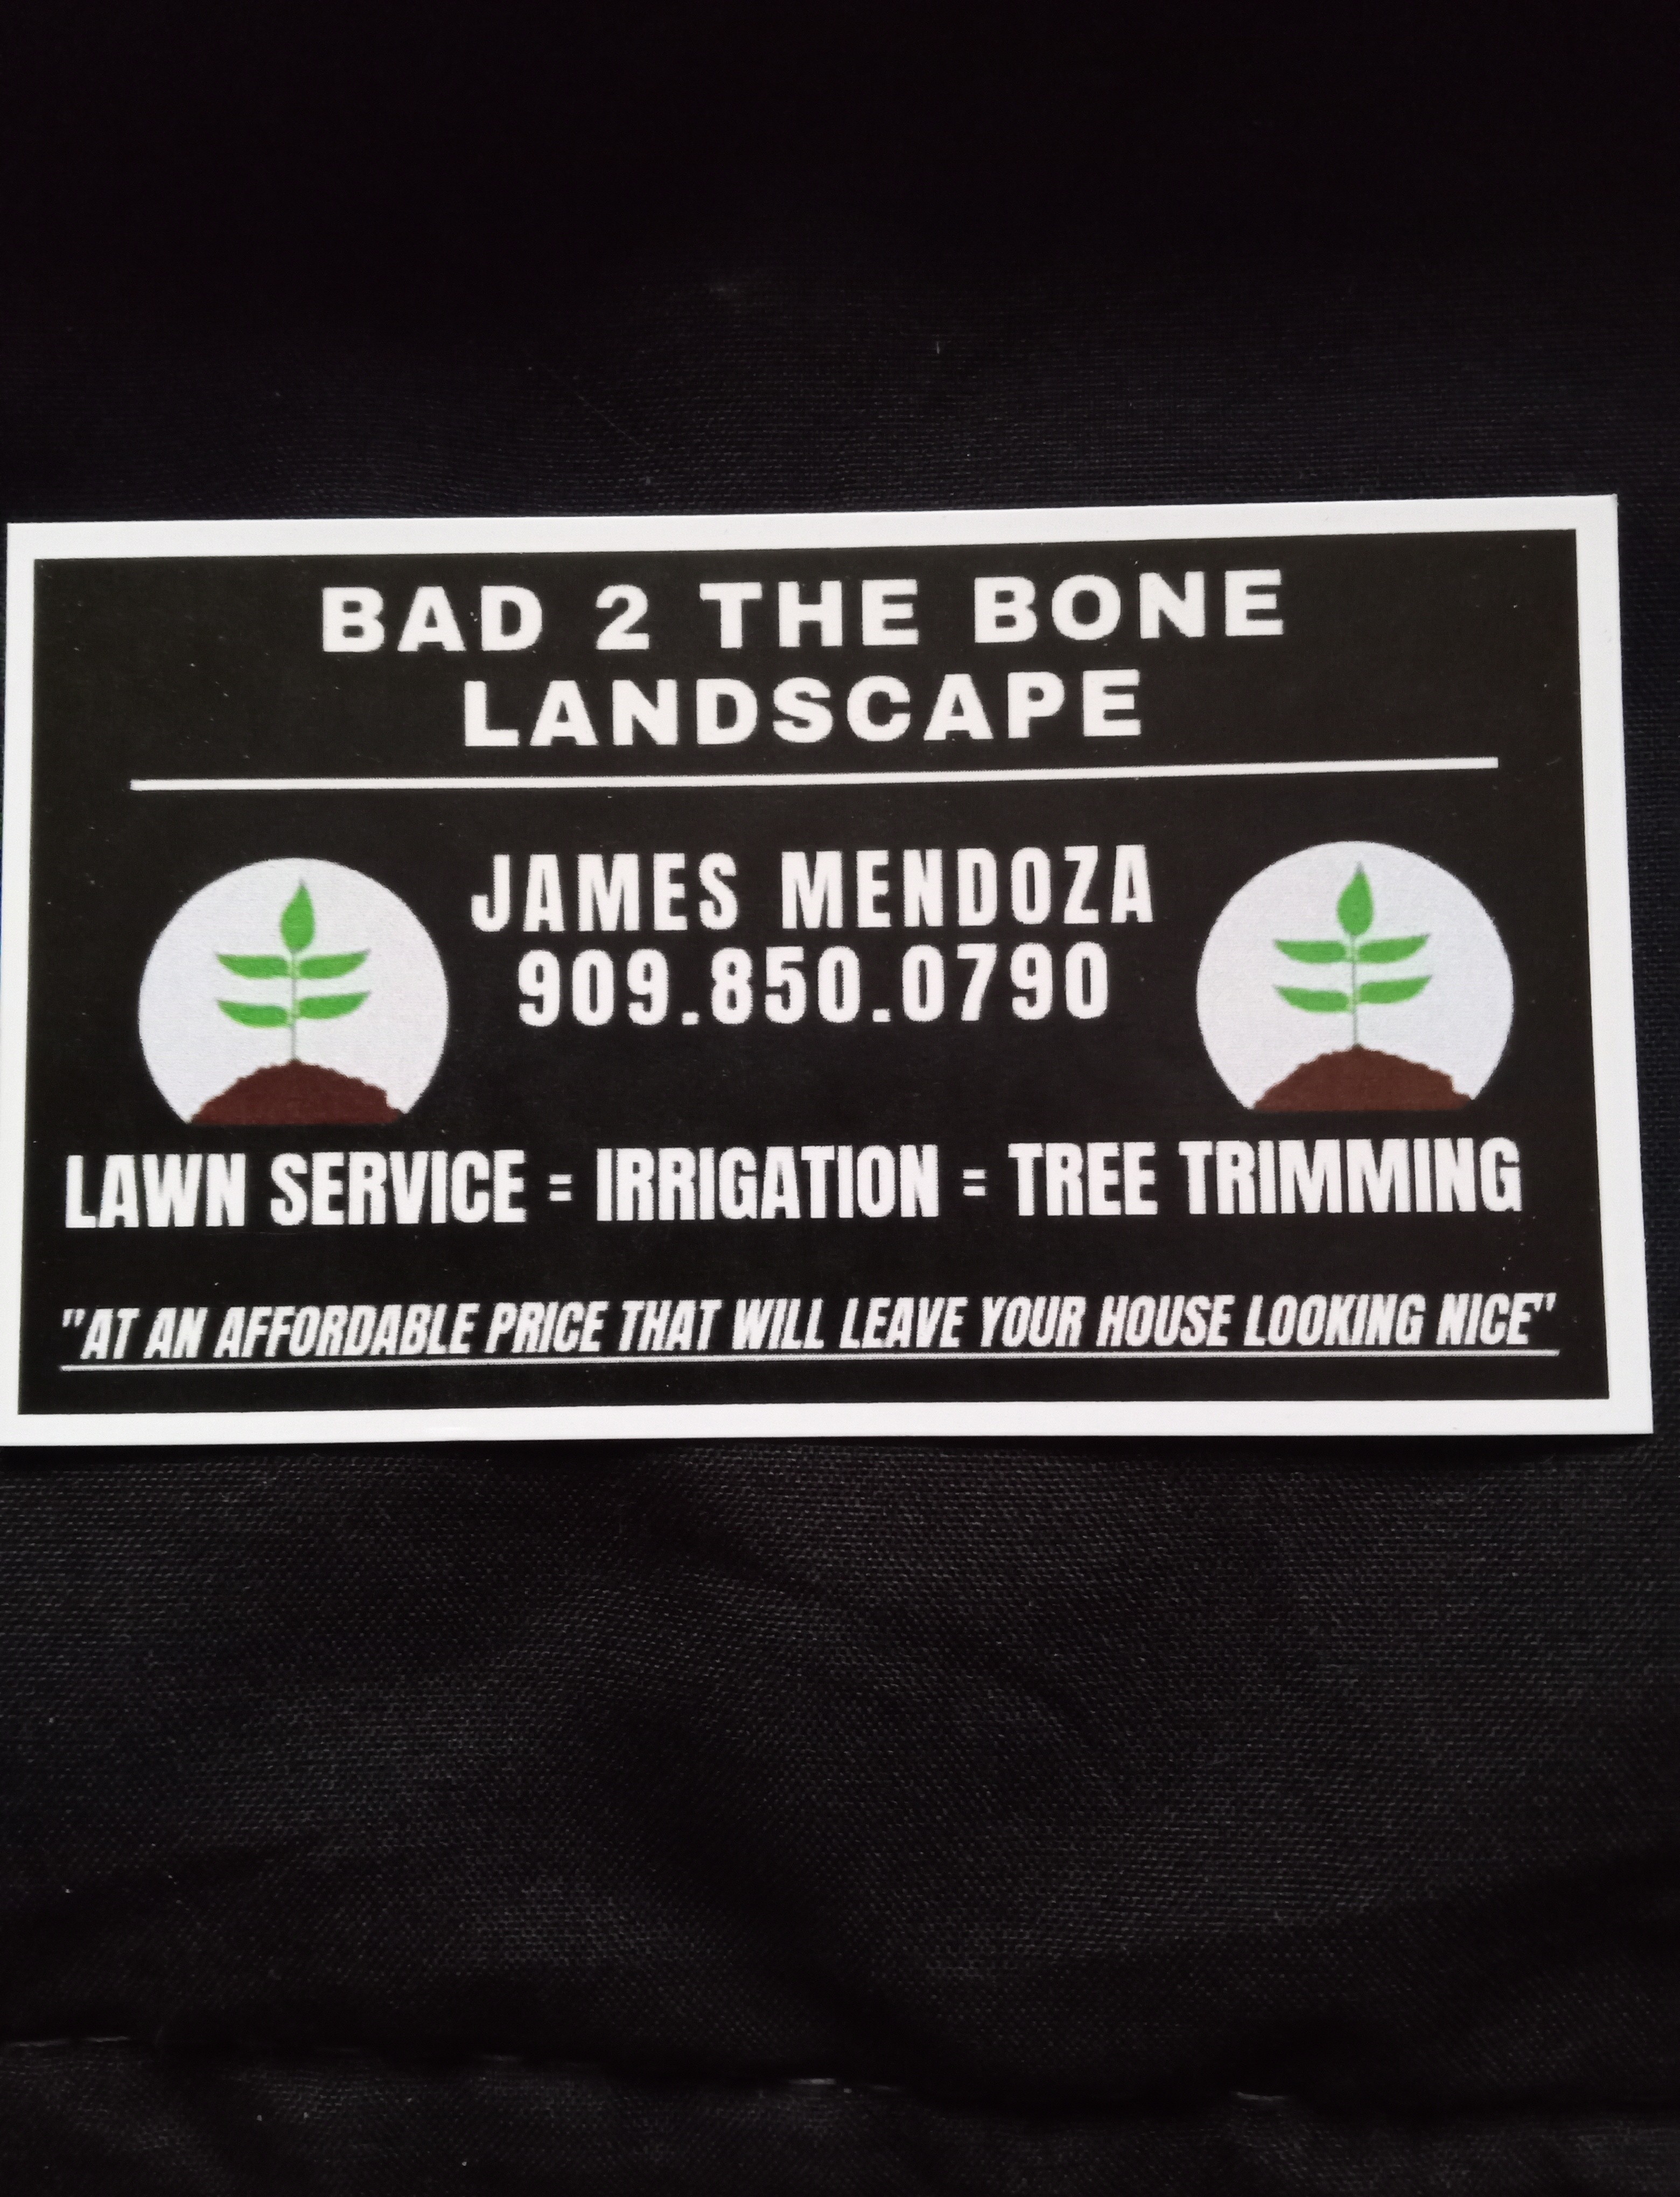 BAD 2 THE BONE
LANDSCAPE
JAMES MENDOZA
909.850.0790
LAWN SERVICE = IRRIGATION = TREE TRIMMING
"AT AN AFFORDABLE PRICE THAT WILL LEAVE YOUR HOUSE LOOKING NICE"